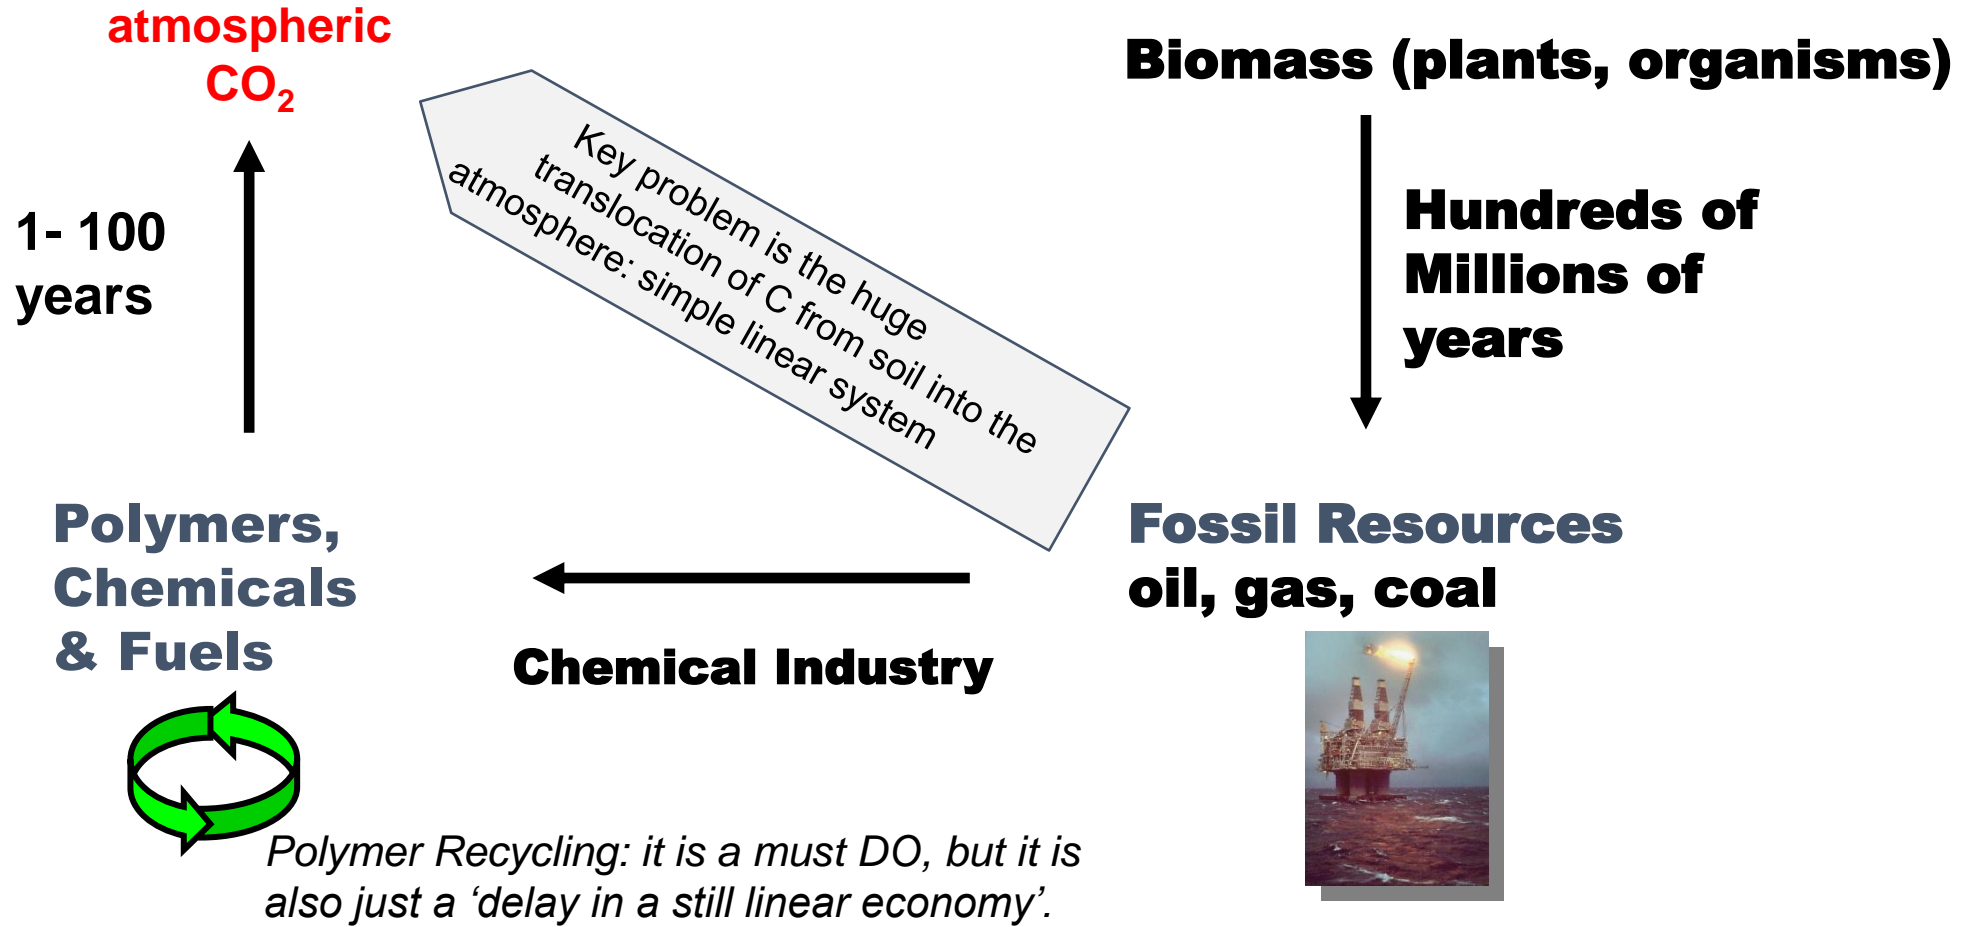 atmospheric
CO₂
Biomass (plants, organisms)
1- 100
years
Key problem is the huge
translocation of C from soil into the
atmosphere: simple linear system
Hundreds of
Millions of
years
Polymers,
Chemicals
& Fuels
Chemical Industry
Fossil Resources
oil, gas, coal
Polymer Recycling: it is a must DO, but it is
also just a ‘delay in a still linear economy’.